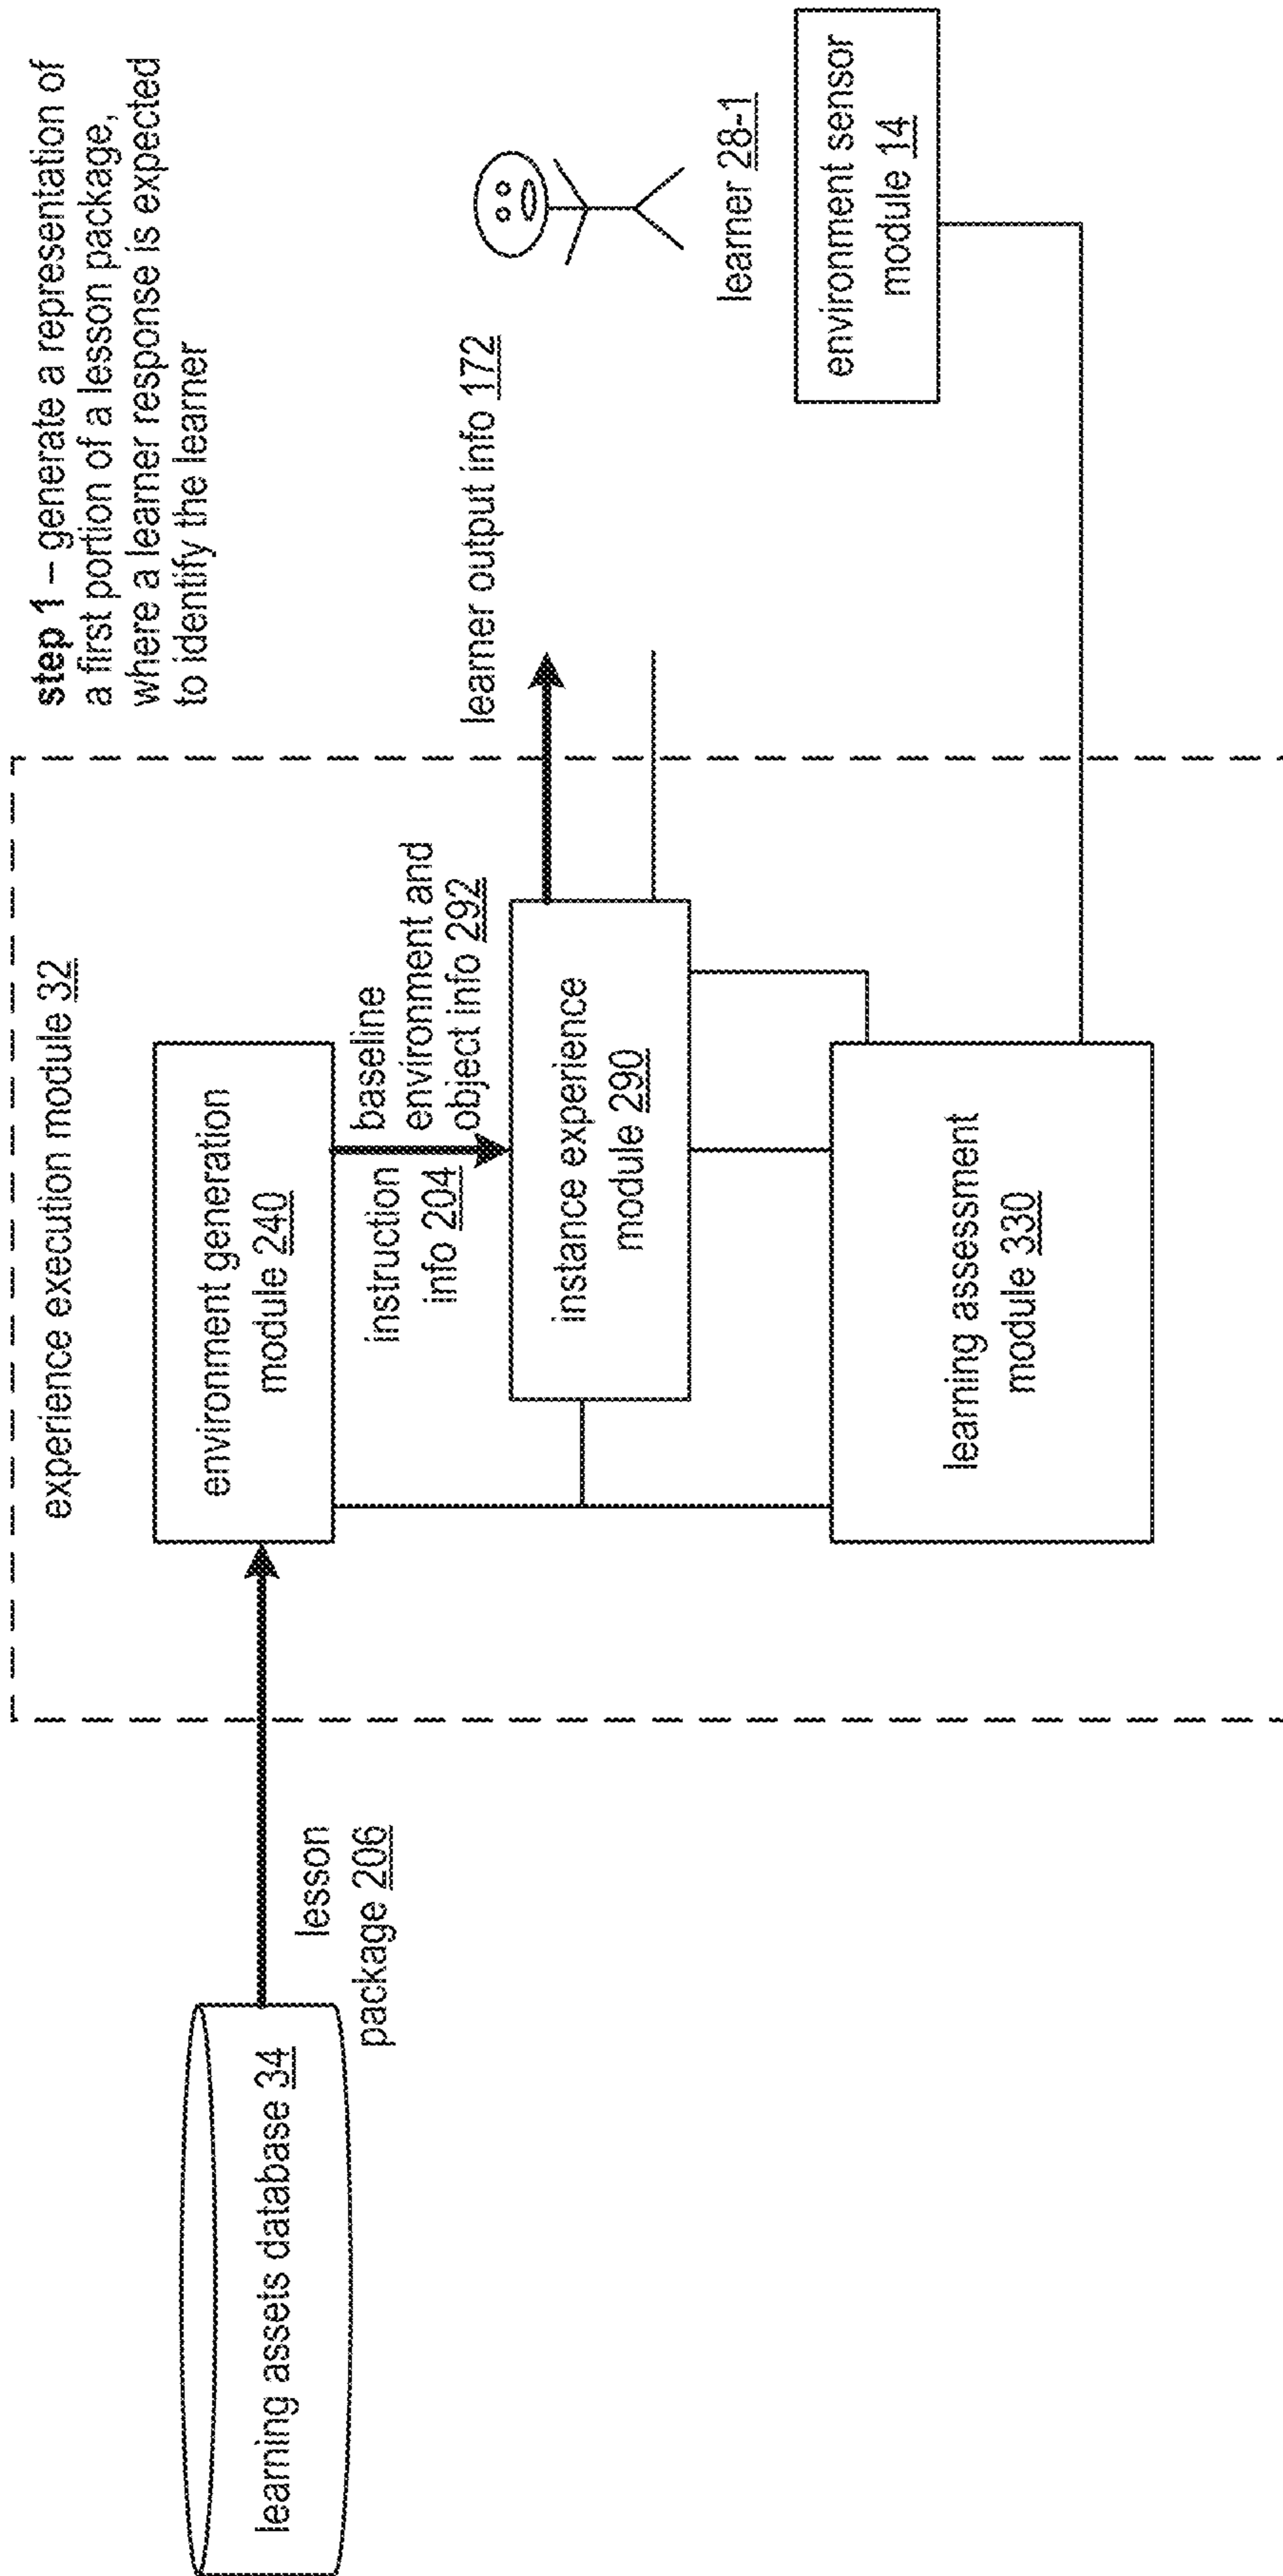 step 1 – generate a representation of
a first portion of a lesson package,
where a learner response is expected
to identify the learner
experience execution module 32
learning assets database 34
lesson
package 206
environment generation
module 240
instruction
info 204
baseline
environment and
object info 292
instance experience
module 290
learner output info 172
learner 28-1
learning assessment
module 330
environment sensor
module 14